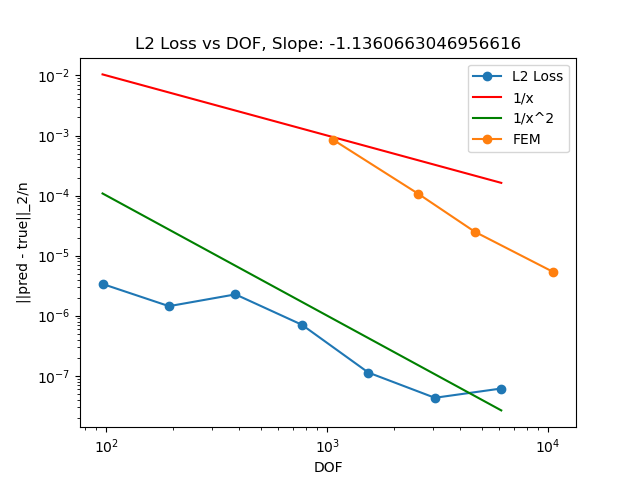 L2 Loss vs DOF, Slope: -1.1360663046956616
L2 Loss
1/x
1/x^2
FEM
||pred - true||_2/n
10^-2
10^-3
10^-4
10^-5
10^-6
10^-7
10^2
10^3
10^4
DOF